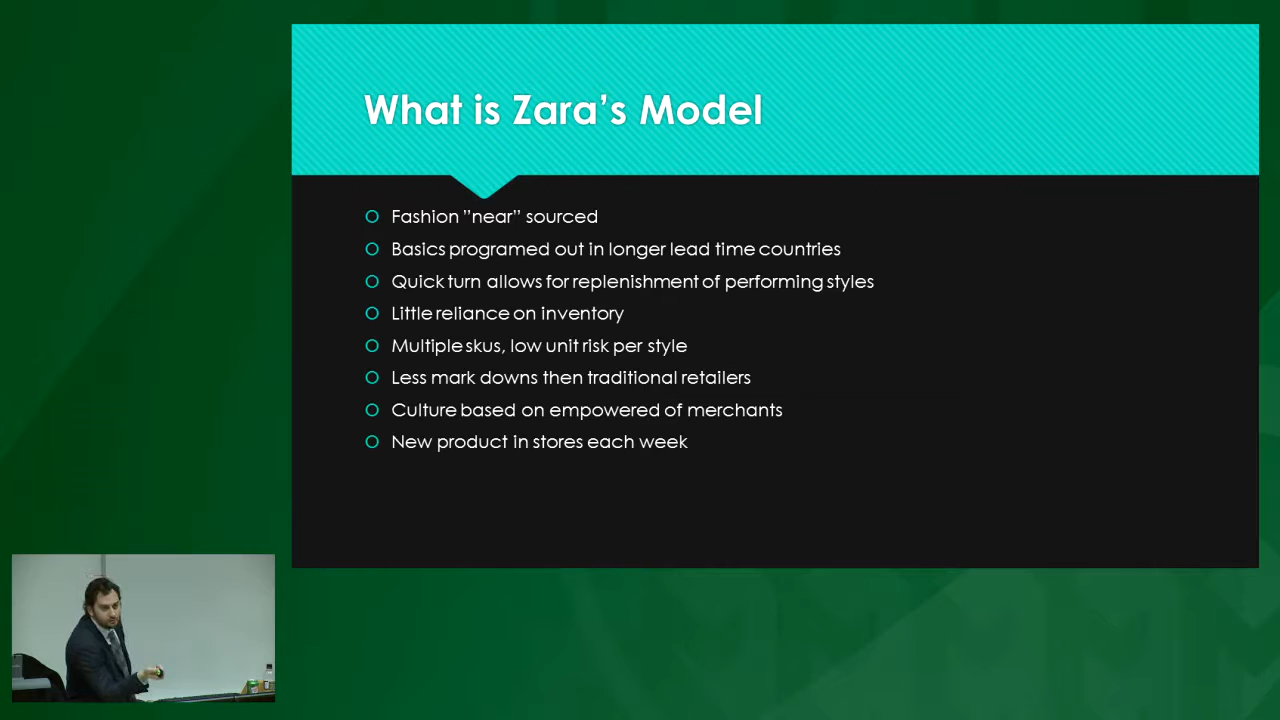 What is Zara's Model
Fashion ”near” sourced
Basics programed out in longer lead time countries
Quick turn allows for replenishment of performing styles
Little reliance on inventory
Multiple skus, low unit risk per style
Less mark downs then traditional retailers
Culture based on empowered of merchants
New product in stores each week